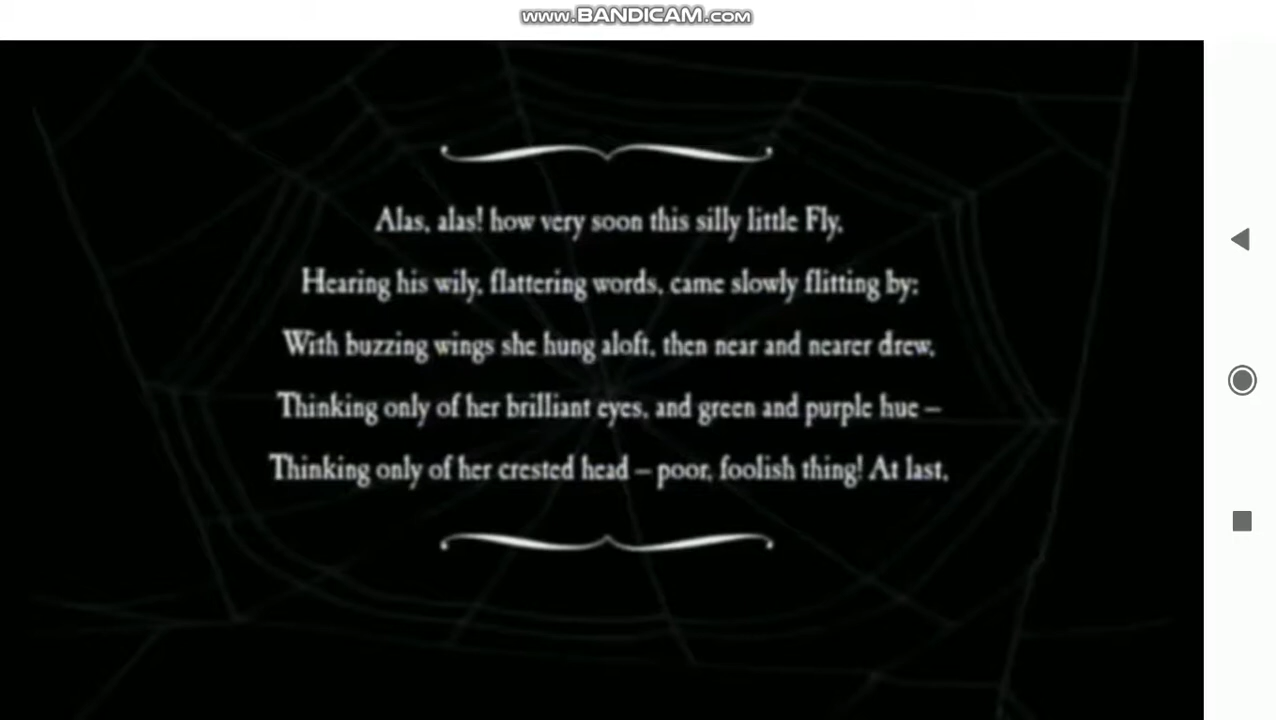 www.BANDICAM.com
Alas, alas! how very soon this silly little Fly,
Hearing his wily, flattering words, came slowly flitting by;
With buzzing wings she hung aloft, then near and nearer drew,
Thinking only of her brilliant eyes, and green and purple hue –
Thinking only of her crested head – poor, foolish thing! At last,